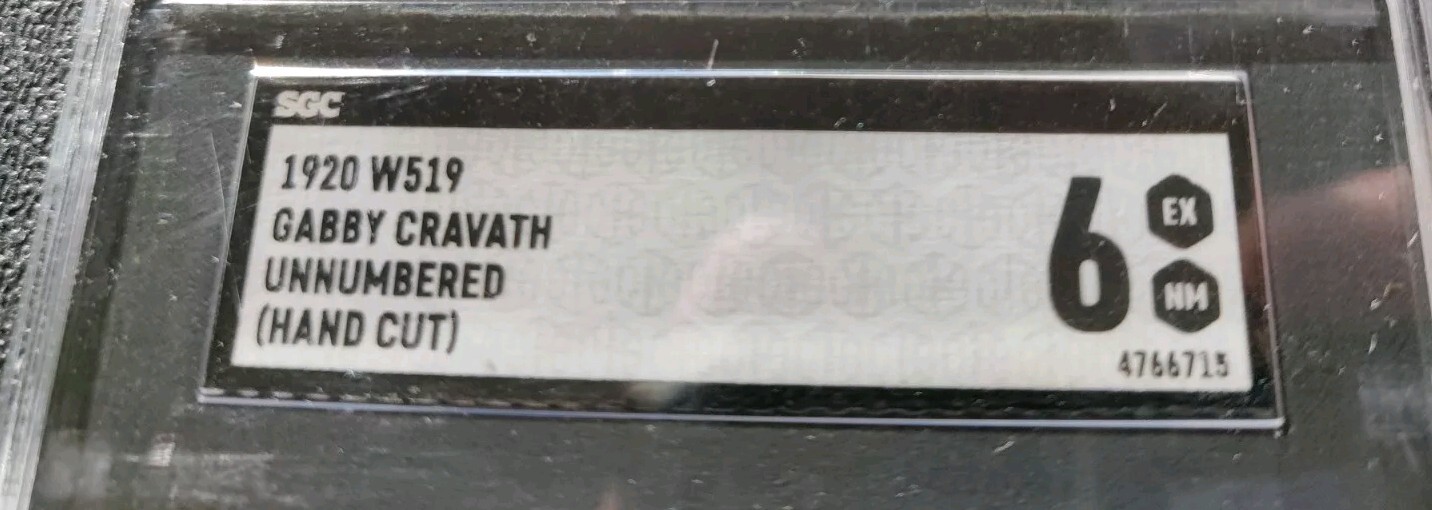 SGC
1920 W519
GABBY CRAVATH
UNNUMBERED
(HAND CUT)
6
EX
NM
4766715